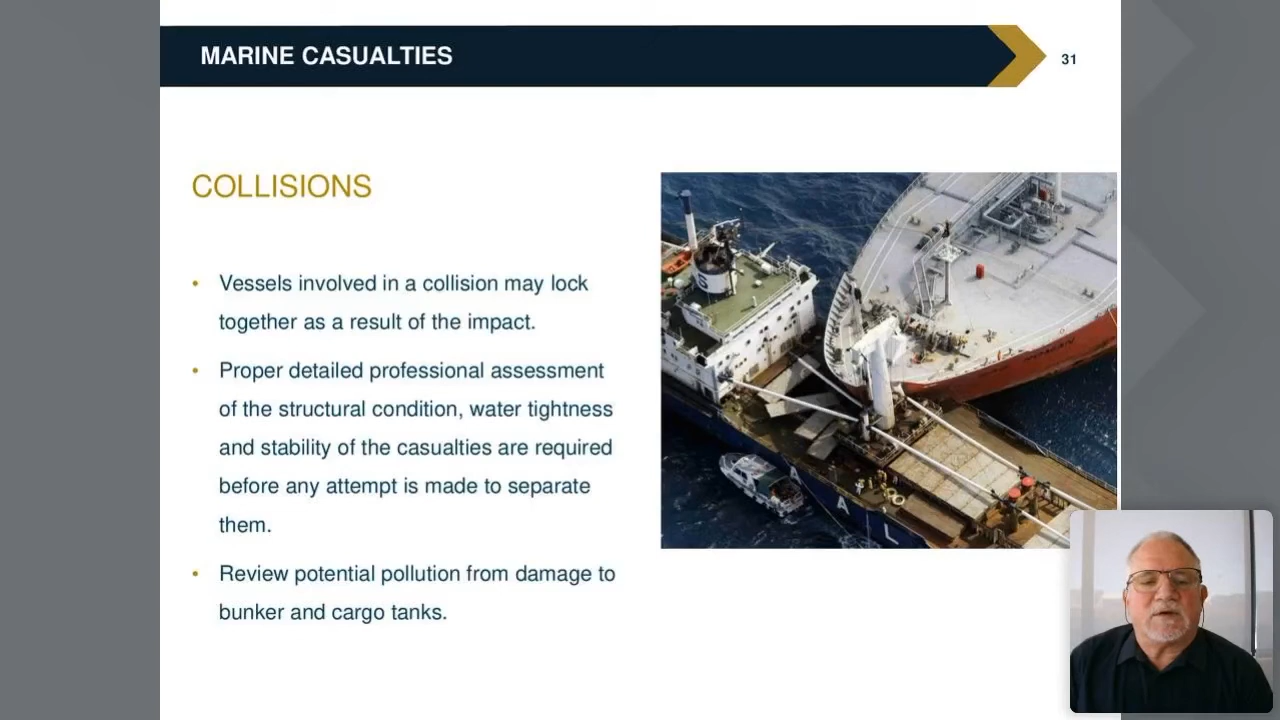 MARINE CASUALTIES
31
COLLISIONS
• Vessels involved in a collision may lock
together as a result of the impact.
• Proper detailed professional assessment
of the structural condition, water tightness
and stability of the casualties are required
before any attempt is made to separate
them.
• Review potential pollution from damage to
bunker and cargo tanks.
S
A
A
L